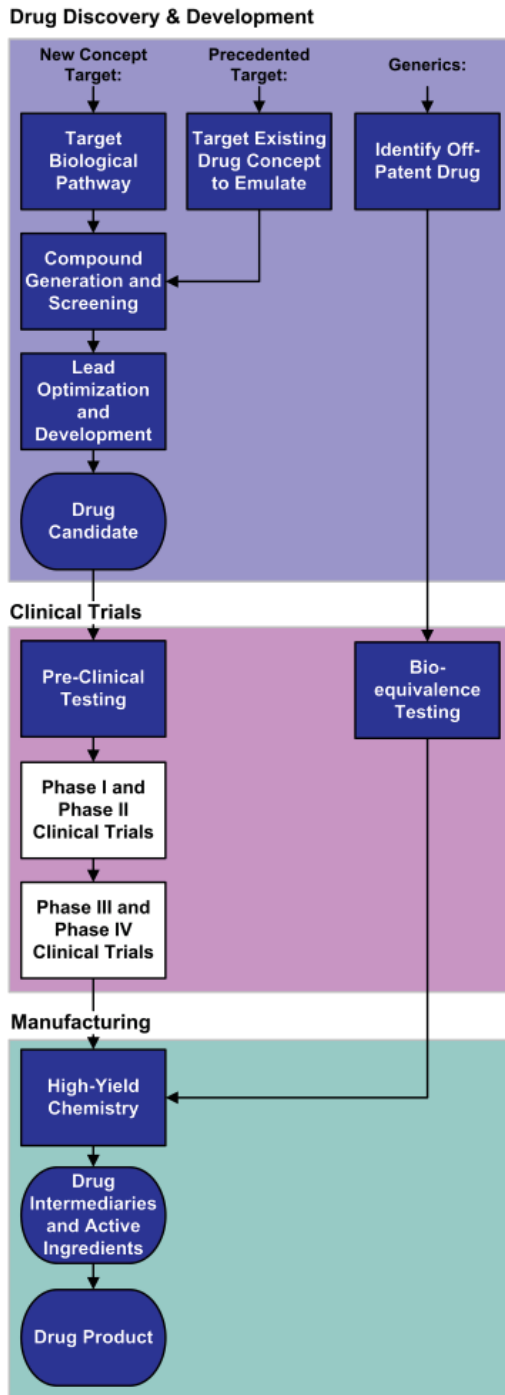 Drug Discovery & Development
New Concept
Target:
Precedented
Target:
Generics:
Target
Biological
Pathway
Target Existing
Drug Concept
to Emulate
Identify Off-
Patent Drug
Compound
Generation and
Screening
Lead
Optimization
and
Development
Drug
Candidate
Clinical Trials
Pre-Clinical
Testing
Bio-
equivalence
Testing
Phase I and
Phase II
Clinical Trials
Phase III and
Phase IV
Clinical Trials
Manufacturing
High-Yield
Chemistry
Drug
Intermediaries
and Active
Ingredients
Drug Product